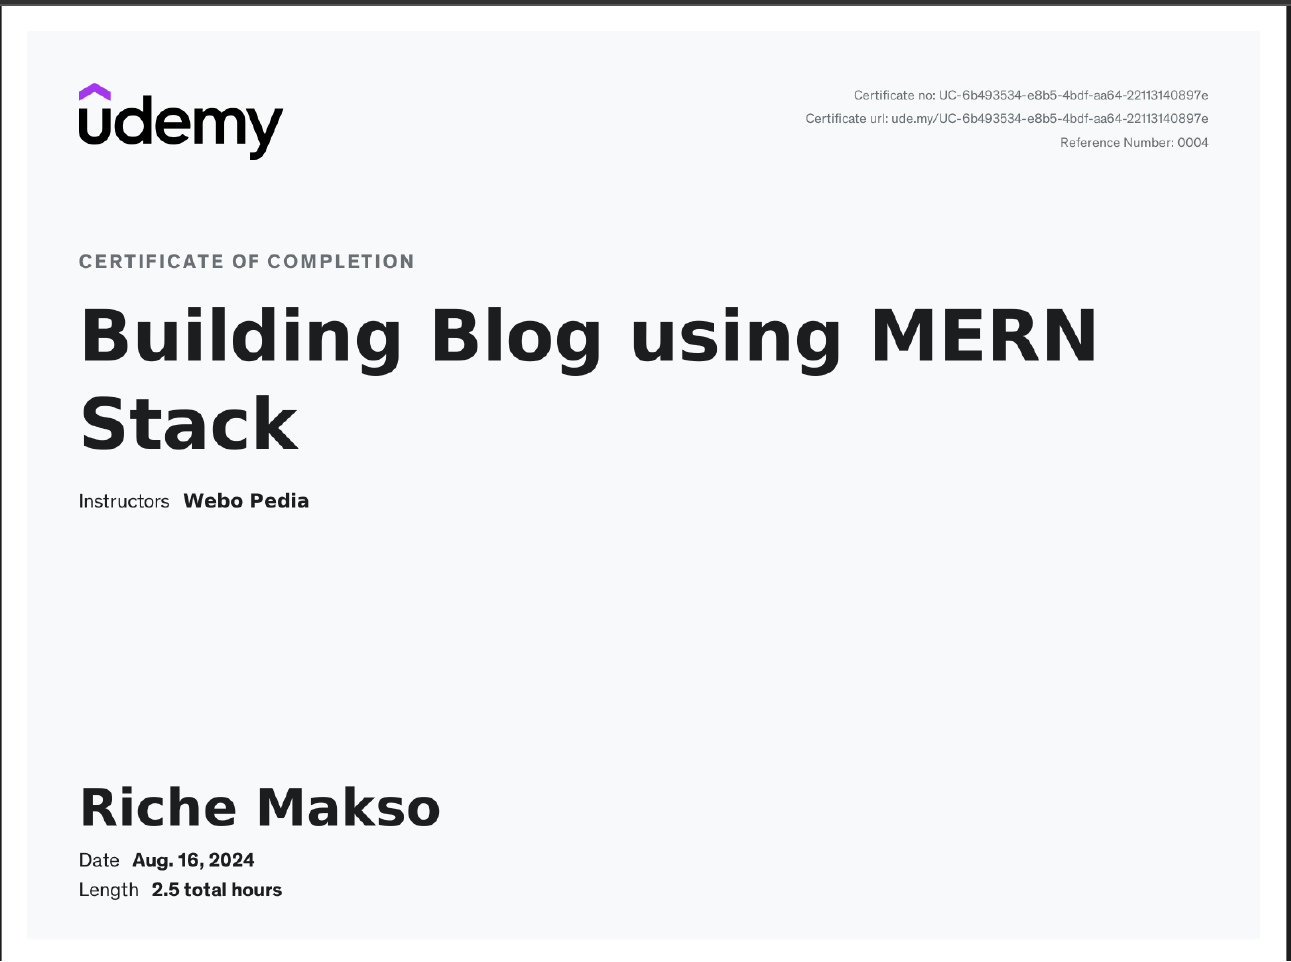 udemy
Certificate no: UC-6b493534-e8b5-4bdf-aa64-22113140897e
Certificate url: ude.my/UC-6b493534-e8b5-4bdf-aa64-22113140897e
Reference Number: 0004
CERTIFICATE OF COMPLETION
Building Blog using MERN
Stack
Instructors Webo Pedia
Riche Makso
Date Aug. 16, 2024
Length 2.5 total hours